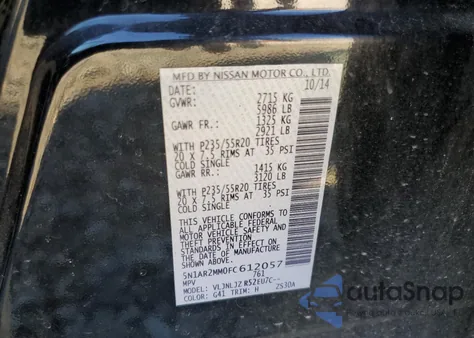 MFD BY NISSAN MOTOR CO., LTD.
DATE: 10/14
GVWR: 2715 KG
5986 LB
GAWR FR.: 1325 KG
2921 LB
WITH P235/55R20 TIRES
20 X 7.5 RIMS AT 35 PSI
COLD SINGLE
GAWR RR.: 1415 KG
3120 LB
WITH P235/55R20 TIRES
20 X 7.5 RIMS AT 35 PSI
COLD SINGLE
THIS VEHICLE CONFORMS TO
ALL APPLICABLE FEDERAL
MOTOR VEHICLE SAFETY AND
THEFT PREVENTION
STANDARDS IN EFFECT ON
THE DATE OF MANUFACTURE
SHOWN ABOVE.
5N1AR2MM0FC612057
MPV 761
COLOR: G41 TRIM: H
autoSnap